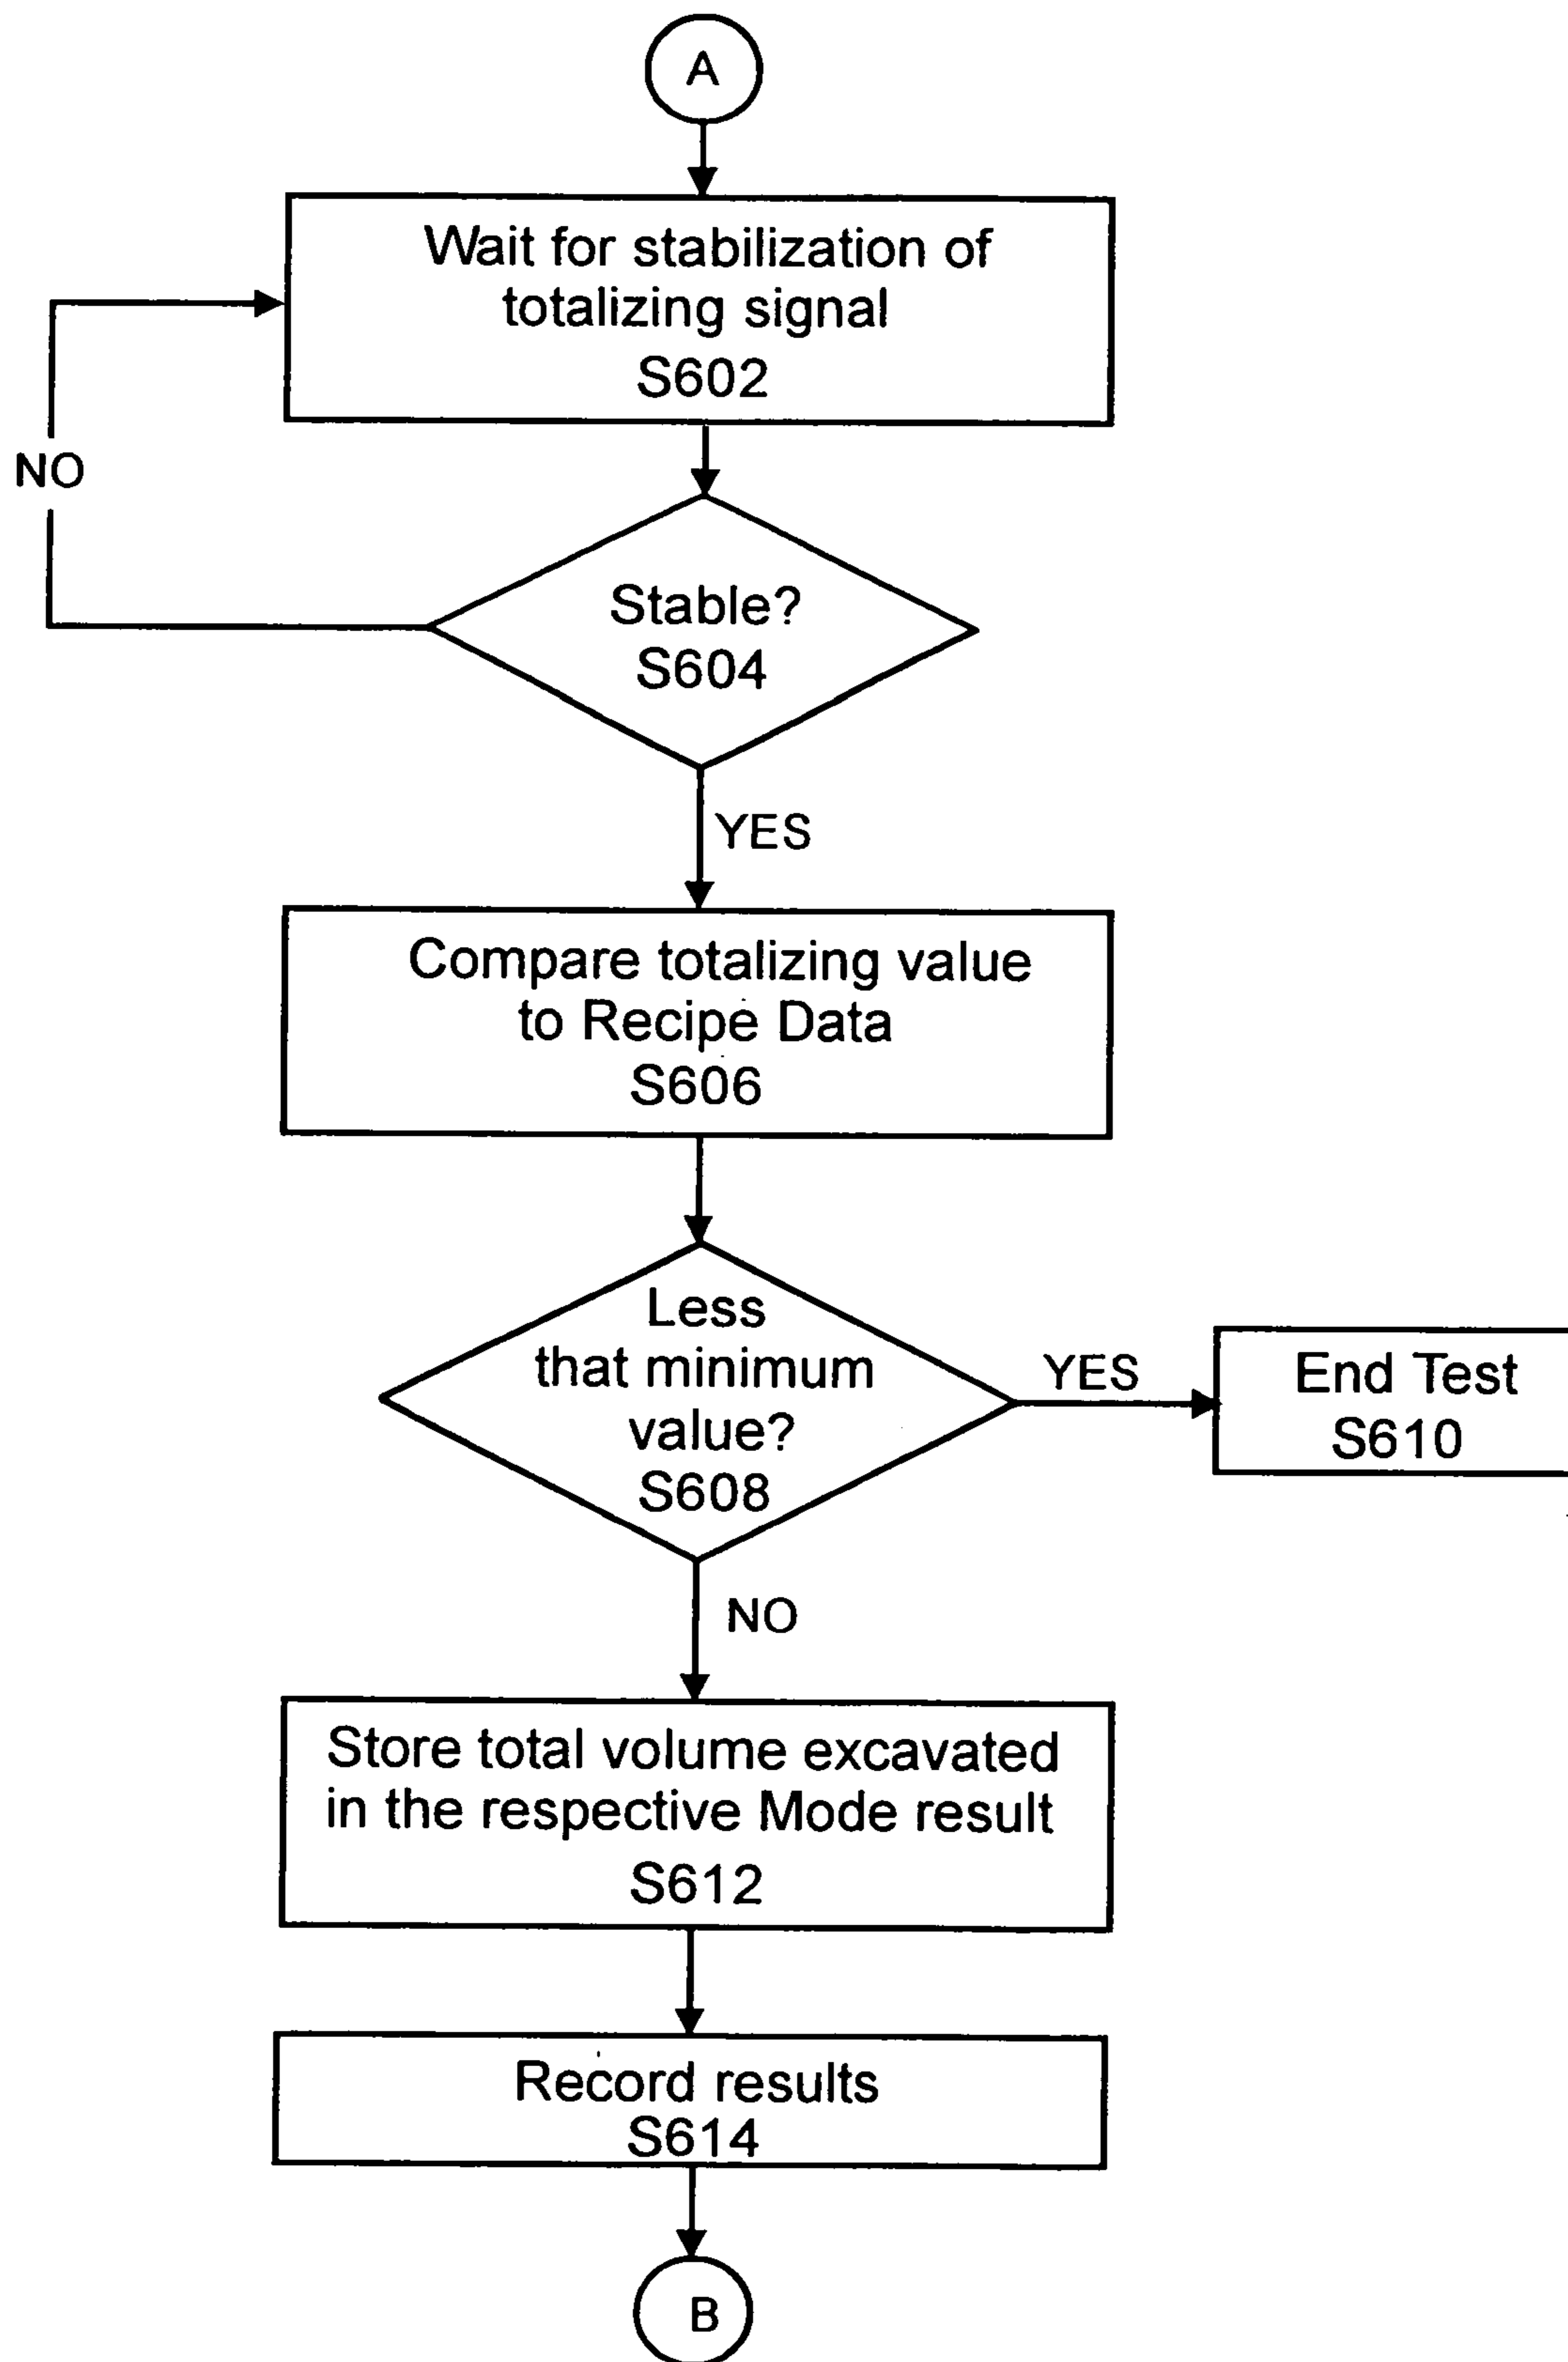 A
Wait for stabilization of
totalizing signal
S602
NO
Stable?
S604
YES
Compare totalizing value
to Recipe Data
S606
Less
that minimum
value?
S608
YES
End Test
S610
NO
Store total volume excavated
in the respective Mode result
S612
Record results
S614
B